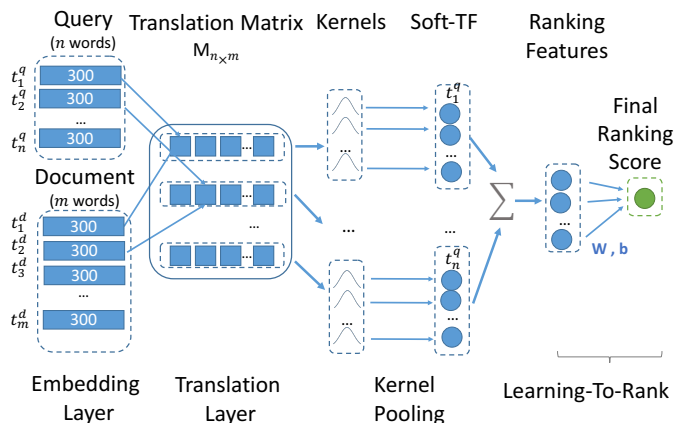 Query
(n words)
t_1^q 300
t_2^q 300
...
t_n^q 300
Document
(m words)
t_1^d 300
t_2^d 300
t_3^d 300
...
t_m^d 300
Embedding
Layer
Translation Matrix
M_{n×m}
...
...
...
...
Translation
Layer
Kernels
...
...
...
Soft-TF
t_1^q
...
...
t_n^q
...
Kernel
Pooling
Σ
Ranking
Features
...
W , b
Final
Ranking
Score
Learning-To-Rank